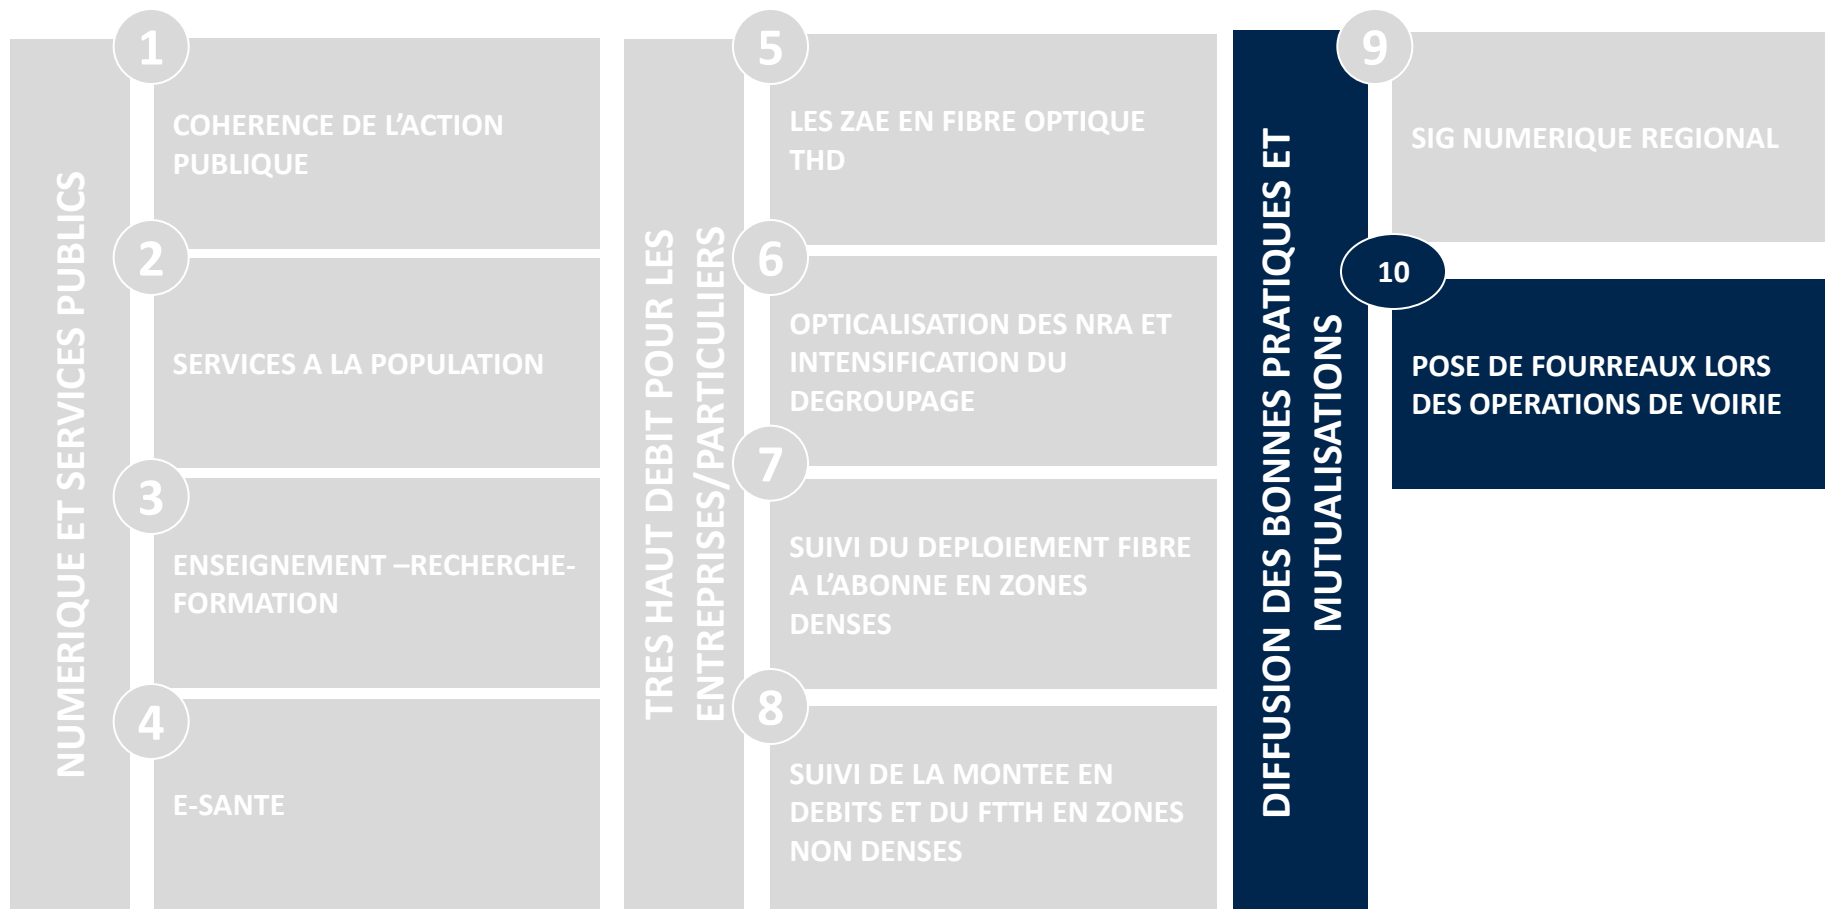 NUMERIQUE ET SERVICES PUBLICS
1
COHERENCE DE L’ACTION
PUBLIQUE
2
SERVICES A LA POPULATION
3
ENSEIGNEMENT –RECHERCHE-
FORMATION
4
E-SANTE
TRES HAUT DEBIT POUR LES
ENTREPRISES/PARTICULIERS
5
LES ZAE EN FIBRE OPTIQUE
THD
6
OPTICALISATION DES NRA ET
INTENSIFICATION DU
DEGROUPAGE
7
SUIVI DU DEPLOIEMENT FIBRE
A L’ABONNE EN ZONES
DENSES
8
SUIVI DE LA MONTEE EN
DEBITS ET DU FTTH EN ZONES
NON DENSES
DIFFUSION DES BONNES PRATIQUES ET
MUTUALISATIONS
9
SIG NUMERIQUE REGIONAL
10
POSE DE FOURREAUX LORS
DES OPERATIONS DE VOIRIE